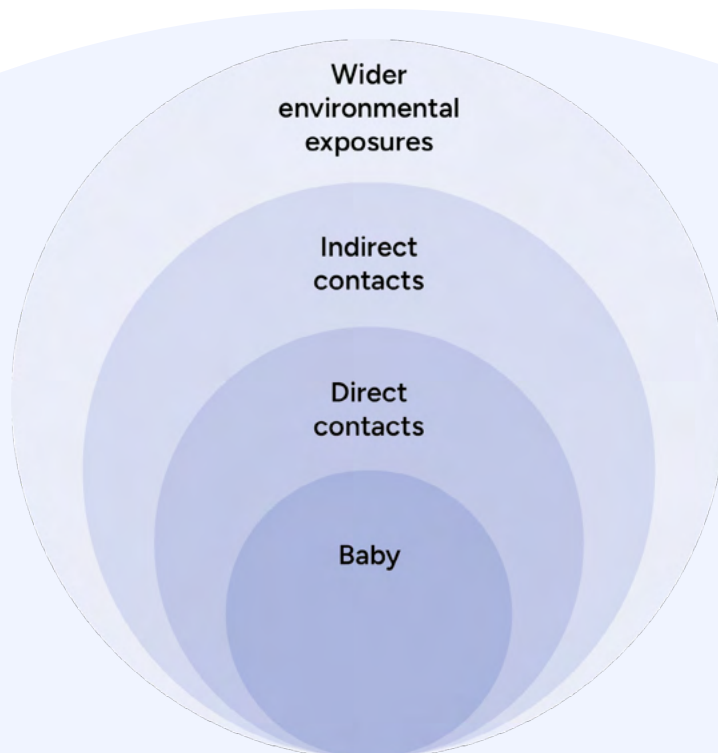 Wider
environmental
exposures
Indirect
contacts
Direct
contacts
Baby